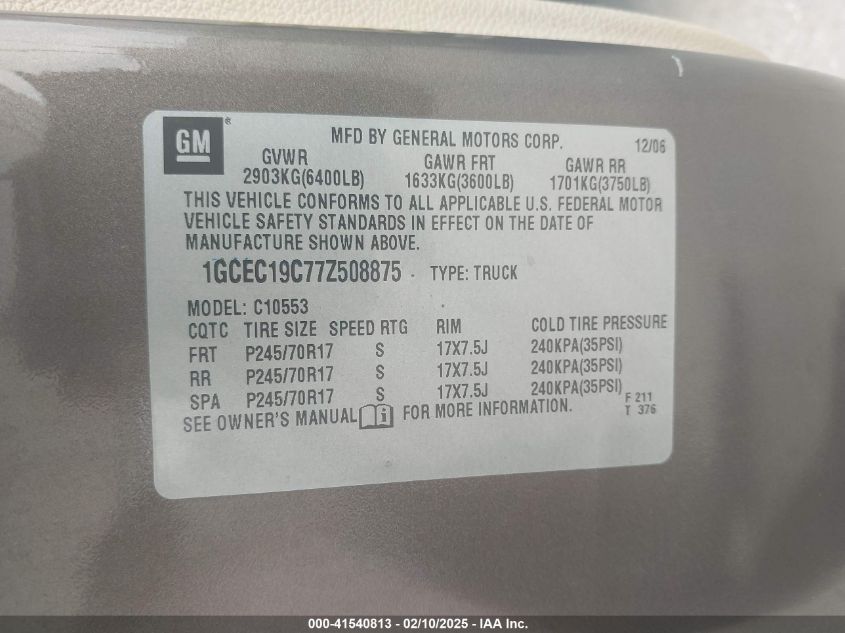 GM®
MFD BY GENERAL MOTORS CORP. 12/06
GVWR GAWR FRT GAWR RR
2903KG(6400LB) 1633KG(3600LB) 1701KG(3750LB)
THIS VEHICLE CONFORMS TO ALL APPLICABLE U.S. FEDERAL MOTOR
VEHICLE SAFETY STANDARDS IN EFFECT ON THE DATE OF
MANUFACTURE SHOWN ABOVE.
1GCEC19C77Z508875 TYPE: TRUCK
MODEL: C10553
CQTC TIRE SIZE SPEED RTG RIM COLD TIRE PRESSURE
FRT P245/70R17 S 17X7.5J 240KPA(35PSI)
RR P245/70R17 S 17X7.5J 240KPA(35PSI)
SPA P245/70R17 S 17X7.5J 240KPA(35PSI)
SEE OWNER'S MANUAL i FOR MORE INFORMATION.
F 211
T 376
000-41540813 - 02/10/2025 - IAA Inc.